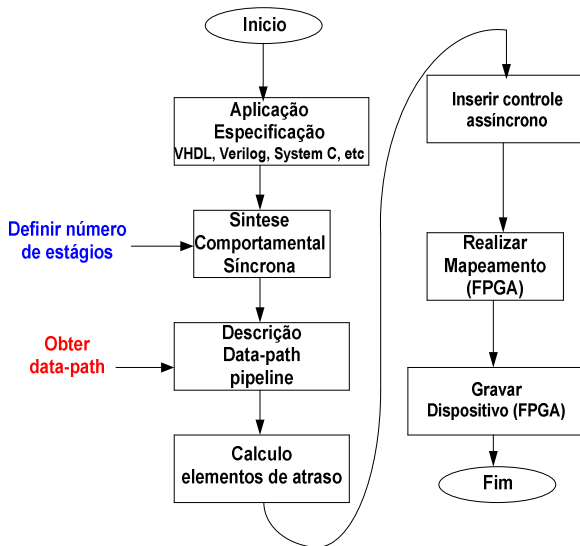 Inicio
Aplicação
Especificação
VHDL, Verilog, System C, etc
Definir número
de estágios
Sintese
Comportamental
Síncrona
Obter
data-path
Descrição
Data-path
pipeline
Calculo
elementos de atraso
Inserir controle
assíncrono
Realizar
Mapeamento
(FPGA)
Gravar
Dispositivo (FPGA)
Fim